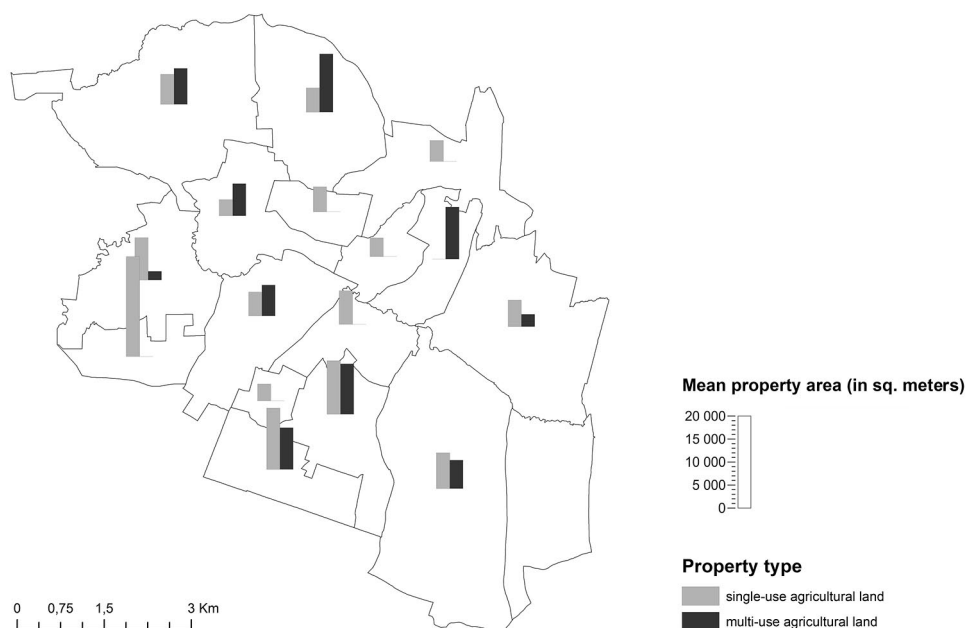 Mean property area (in sq. meters)
20 000
15 000
10 000
5 000
0
Property type
single-use agricultural land
multi-use agricultural land
0 0,75 1,5 3 Km